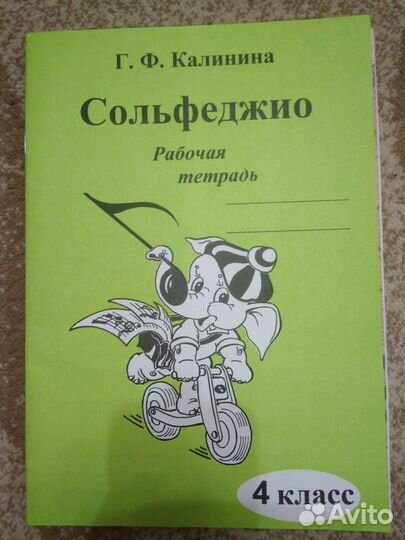 Г. Ф. Калинина
Сольфеджио
Рабочая
тетрадь
4 класс
Avito